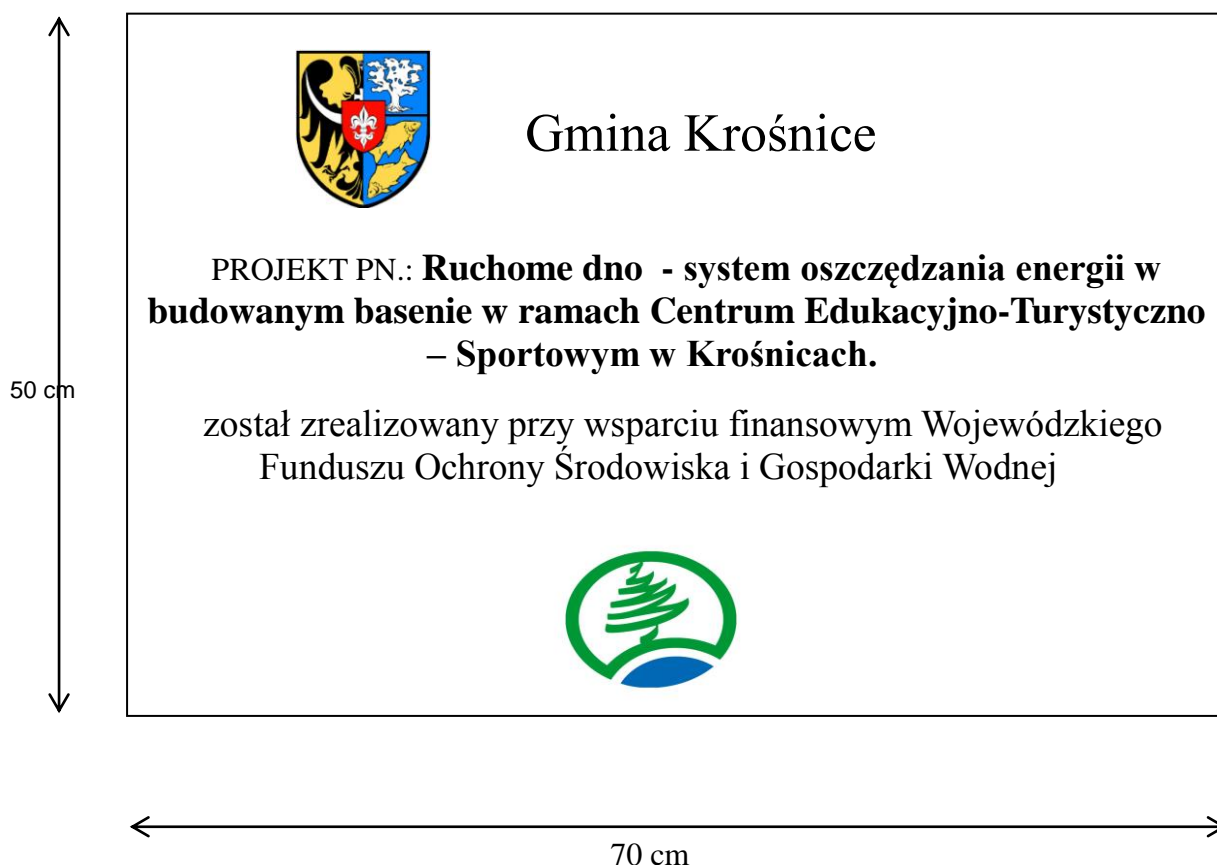 Gmina Krośnice
PROJEKT PN.: Ruchome dno - system oszczędzania energii w
budowanym basenie w ramach Centrum Edukacyjno-Turystyczno
– Sportowym w Krośnicach.
50 cm
został zrealizowany przy wsparciu finansowym Wojewódzkiego
Funduszu Ochrony Środowiska i Gospodarki Wodnej
70 cm